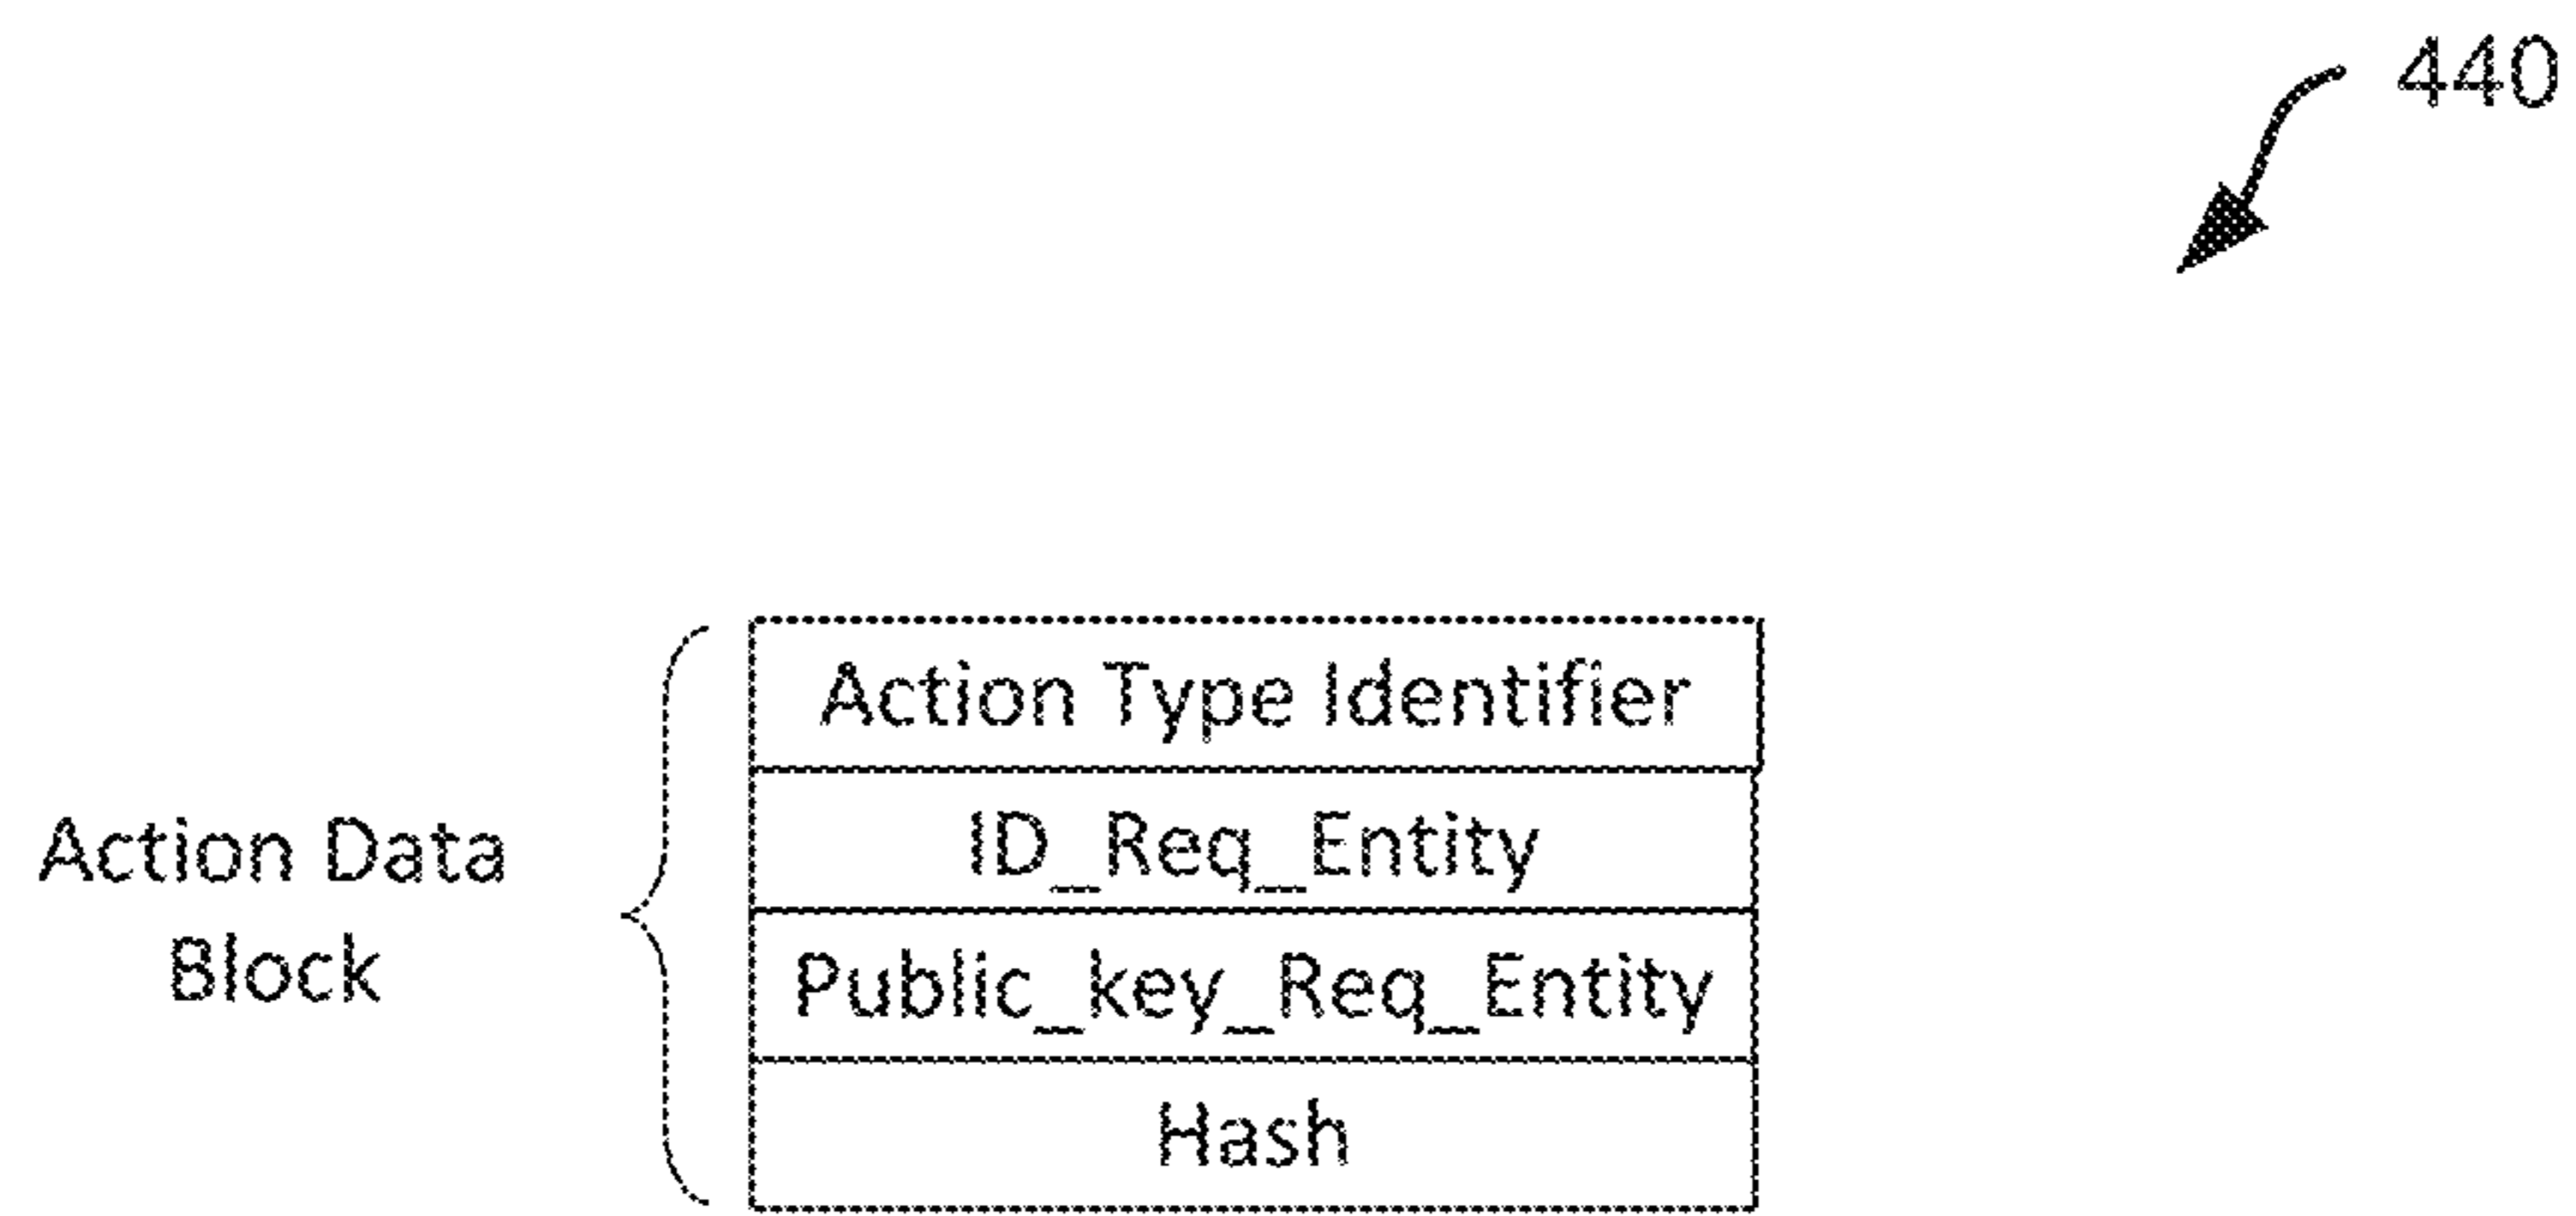 440
Action Type Identifier
ID_Req_Entity
Action Data
Block
Public_key_Req_Entity
Hash